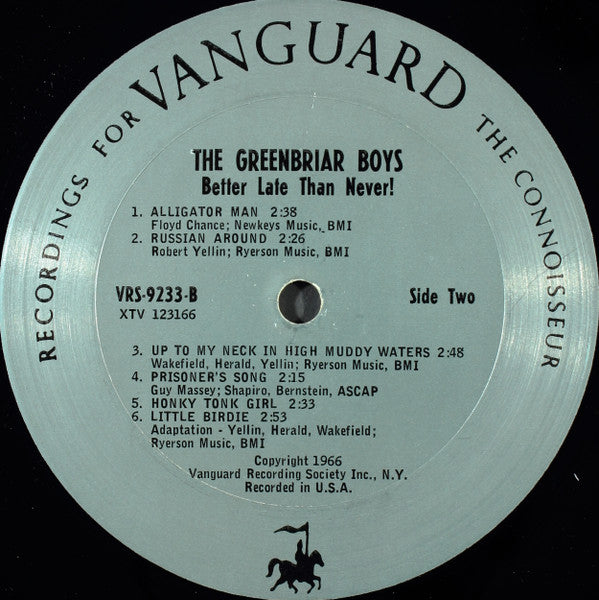 RECORDINGS FOR VANGUARD THE CONNOISSEUR
THE GREENBRIAR BOYS
Better Late Than Never!
1. ALLIGATOR MAN 2:38
Floyd Chance; Newkeys Music, BMI
2. RUSSIAN AROUND 2:26
Robert Yellin; Ryerson Music, BMI
VRS-9233-B
Side Two
XTV 123166
3. UP TO MY NECK IN HIGH MUDDY WATERS 2:48
Wakefield, Herald, Yellin; Ryerson Music, BMI
4. PRISONER'S SONG 2:15
Guy Massey; Shapiro, Bernstein, ASCAP
5. HONKY TONK GIRL 2:33
6. LITTLE BIRDIE 2:53
Adaptation - Yellin, Herald, Wakefield;
Ryerson Music, BMI
Copyright 1966
Vanguard Recording Society Inc., N.Y.
Recorded in U.S.A.